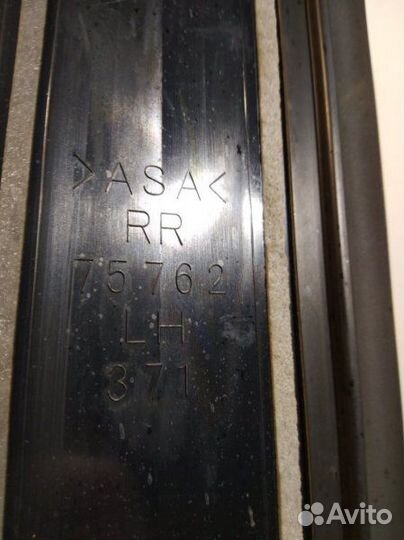 >ASA<
RR
75762
LH
371
Avito